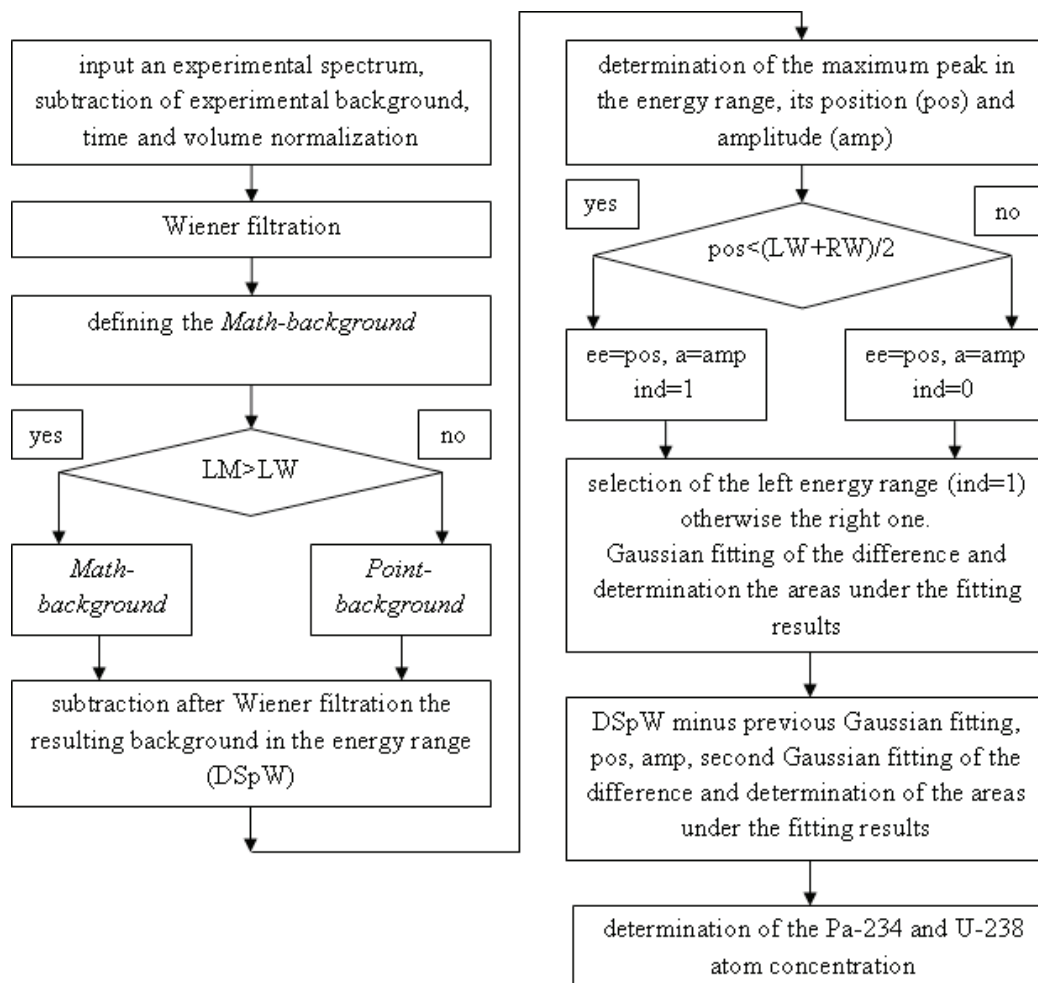 input an experimental spectrum,
subtraction of experimental background,
time and volume normalization
Wiener filtration
defining the Math-background
yes
no
LM>LW
Math-
background
Point-
background
subtraction after Wiener filtration the
resulting background in the energy range
(DSpW)
determination of the maximum peak in
the energy range, its position (pos) and
amplitude (amp)
yes
no
pos<(LW+RW)/2
ee=pos, a=amp
ind=1
ee=pos, a=amp
ind=0
selection of the left energy range (ind=1)
otherwise the right one.
Gaussian fitting of the difference and
determination the areas under the fitting
results
DSpW minus previous Gaussian fitting,
pos, amp, second Gaussian fitting of the
difference and determination of the areas
under the fitting results
determination of the Pa-234 and U-238
atom concentration